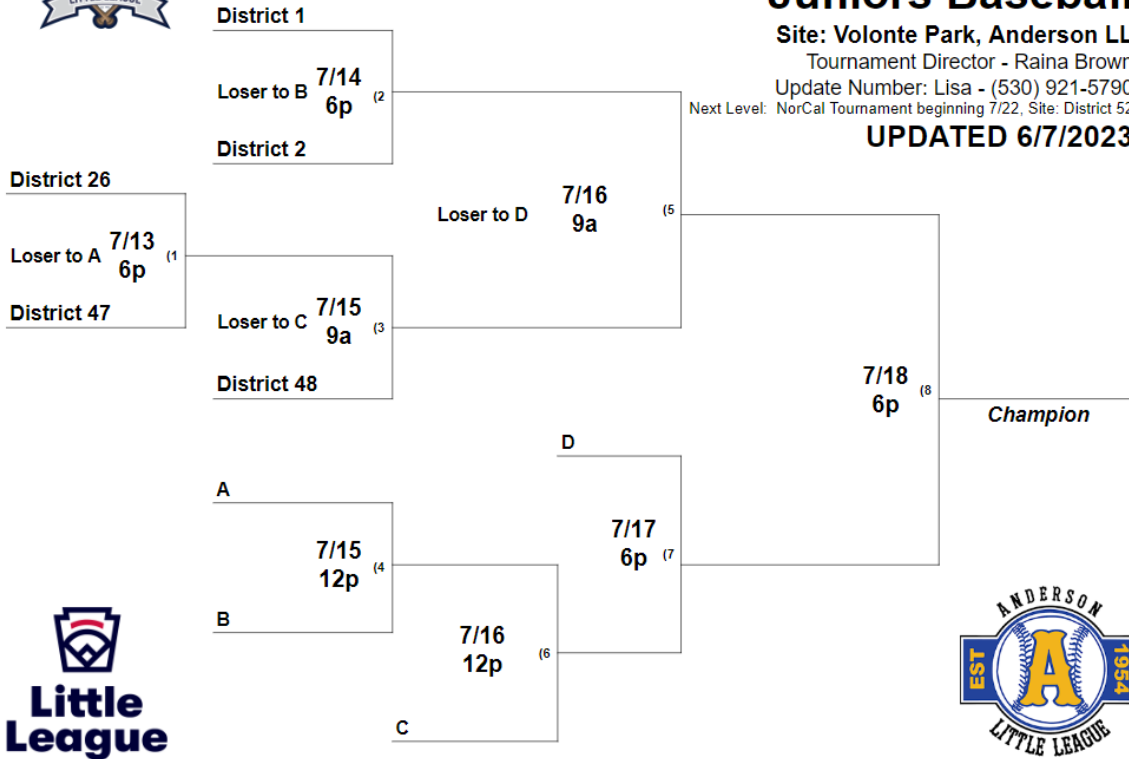 LITTLE LEAGUE
Juniors Baseball
Site: Volonte Park, Anderson LL
Tournament Director - Raina Brown
Update Number: Lisa - (530) 921-5790
Next Level: NorCal Tournament beginning 7/22, Site: District 52
UPDATED 6/7/2023
District 1
Loser to B
7/14
6p
(2
District 2
District 26
Loser to A
7/13
6p
(1
District 47
Loser to C
7/15
9a
(3
District 48
Loser to D
7/16
9a
(5
7/18
6p
(8
Champion
D
A
7/15
12p
(4
B
7/17
6p
(7
7/16
12p
(6
C
Little
League
ANDERSON
EST
A
1954
LITTLE LEAGUE